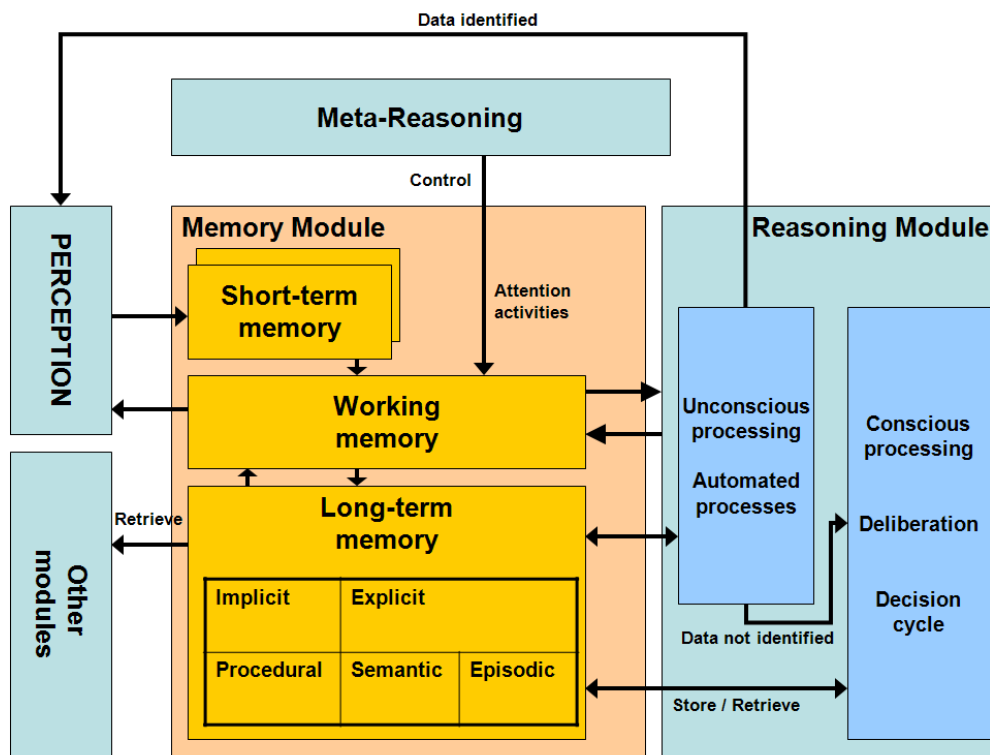 Data identified
Meta-Reasoning
Control
PERCEPTION
Memory Module
Reasoning Module
Short-term
memory
Attention
activities
Working
memory
Unconscious
processing
Automated
processes
Conscious
processing
Deliberation
Decision
cycle
Retrieve
Other
modules
Long-term
memory
Implicit
Explicit
Procedural
Semantic
Episodic
Data not identified
Store / Retrieve